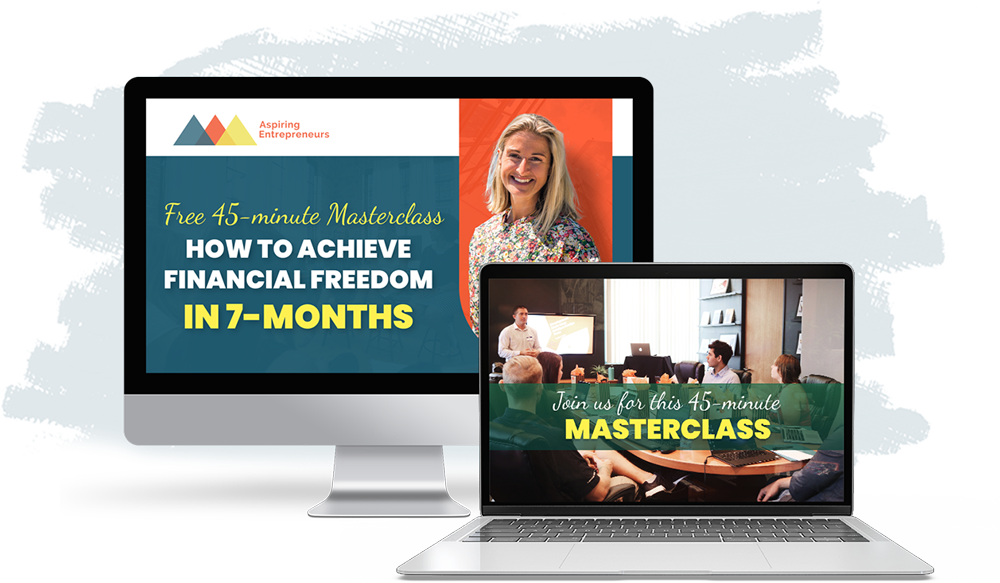 Aspiring
Entrepreneurs
Free 45-minute Masterclass
HOW TO ACHIEVE
FINANCIAL FREEDOM
IN 7-MONTHS
Join us for this 45-minute
MASTERCLASS